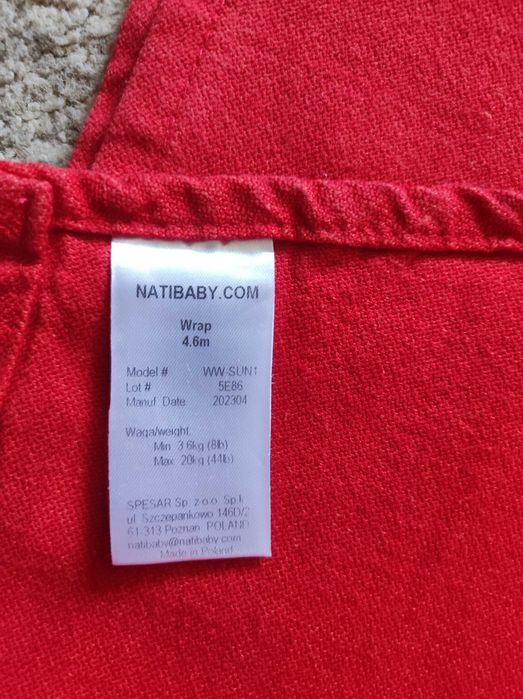 NATIBABY.COM
Wrap
4.6m
Model # WW-SUN1
Lot # 5E86
Manuf. Date 202304
Waga/weight:
Min 3.6kg (8lb)
Max 20kg (44lb)
SPESAR Sp. z o.o. Sp.k
ul. Szczepankowo 146D/2
61-313 Poznań, POLAND
natibaby@natibaby.com
Made in Poland